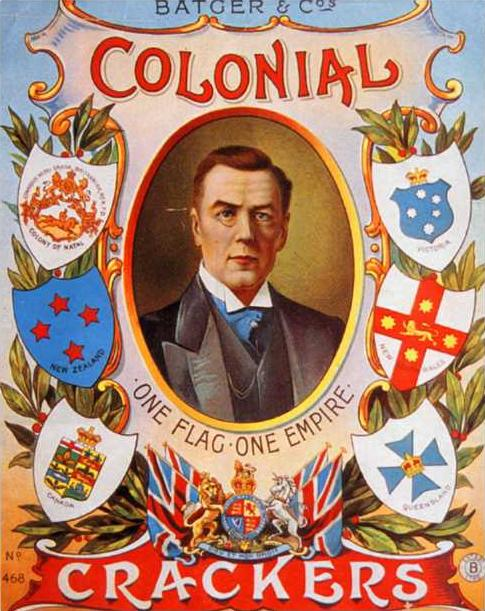 BATGER & Cos
COLONIAL
COLONY OF NATAL
VICTORIA
NEW ZEALAND
NEW WALES
·ONE FLAG·ONE EMPIRE·
CANADA
QUEENSLAND
No 468
B
CRACKERS